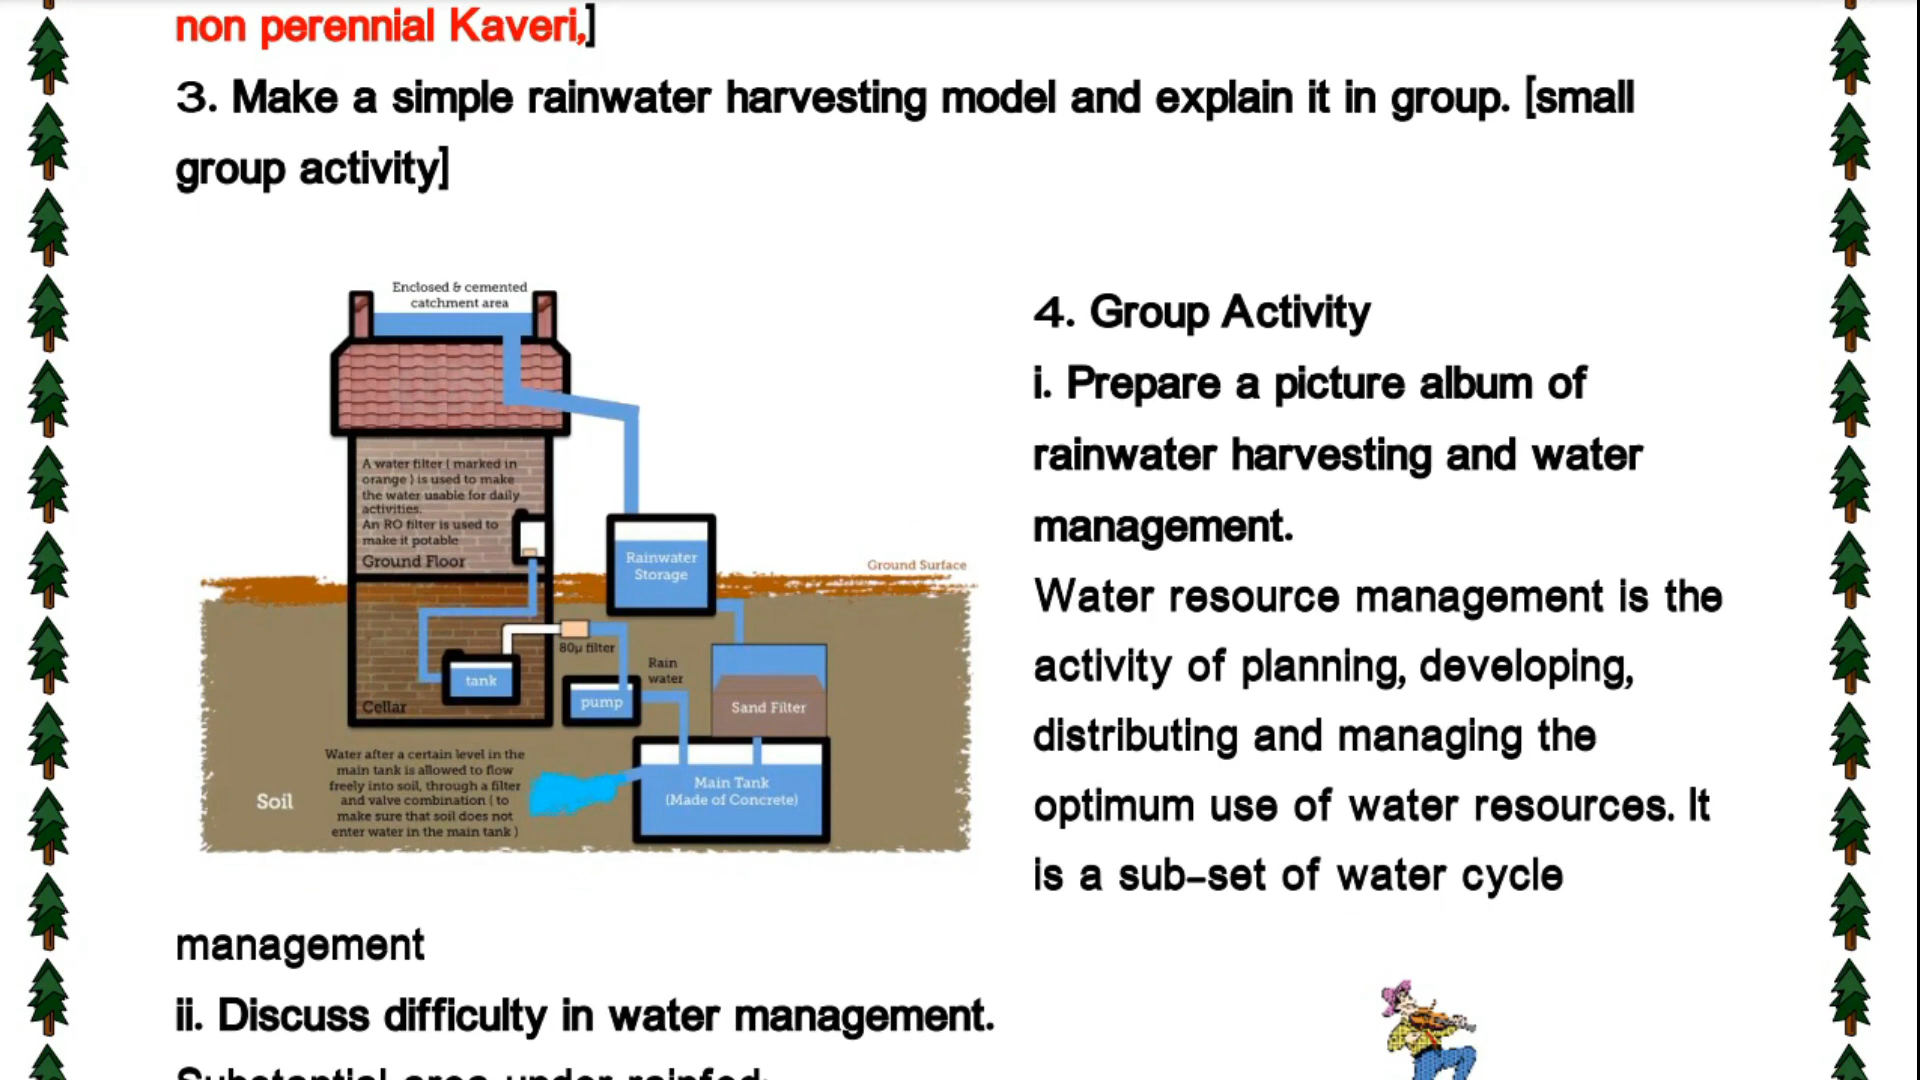 non perennial Kaveri,]
3. Make a simple rainwater harvesting model and explain it in group. [small
group activity]
Enclosed & cemented
catchment area
A water filter ( marked in
orange ) is used to make
the water usable for daily
activities.
An RO filter is used to
make it potable
Ground Floor
Rainwater
Storage
Ground Surface
80µ filter
Rain
water
tank
pump
Sand Filter
Cellar
Water after a certain level in the
main tank is allowed to flow
freely into soil, through a filter
and valve combination ( to
make sure that soil does not
enter water in the main tank )
Main Tank
(Made of Concrete)
Soil
4. Group Activity
i. Prepare a picture album of
rainwater harvesting and water
management.
Water resource management is the
activity of planning, developing,
distributing and managing the
optimum use of water resources. It
is a sub-set of water cycle
management
ii. Discuss difficulty in water management.
Substantial area under rainfed: